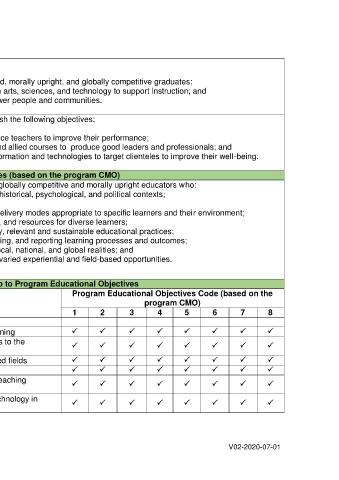 d, morally upright, and globally competitive graduates;
arts, sciences, and technology to support instruction; and
wer people and communities.
sh the following objectives:
ce teachers to improve their performance;
nd allied courses to produce good leaders and professionals; and
ormation and technologies to target clienteles to improve their well-being.
es (based on the program CMO)
globally competitive and morally upright educators who:
historical, psychological, and political contexts;
delivery modes appropriate to specific learners and their environment;
, and resources for diverse learners;
y, relevant and sustainable educational practices;
ing, and reporting learning processes and outcomes;
ocal, national, and global realities; and
varied experiential and field-based opportunities.
p to Program Educational Objectives
Program Educational Objectives Code (based on the
program CMO)
1 2 3 4 5 6 7 8
ning ✓ ✓ ✓ ✓ ✓ ✓ ✓ ✓
s to the ✓ ✓ ✓ ✓ ✓ ✓ ✓ ✓
ed fields ✓ ✓ ✓ ✓ ✓ ✓ ✓ ✓
✓ ✓ ✓ ✓ ✓ ✓ ✓ ✓
eaching ✓ ✓ ✓ ✓ ✓ ✓ ✓ ✓
chnology in ✓ ✓ ✓ ✓ ✓ ✓ ✓ ✓
V02-2020-07-01